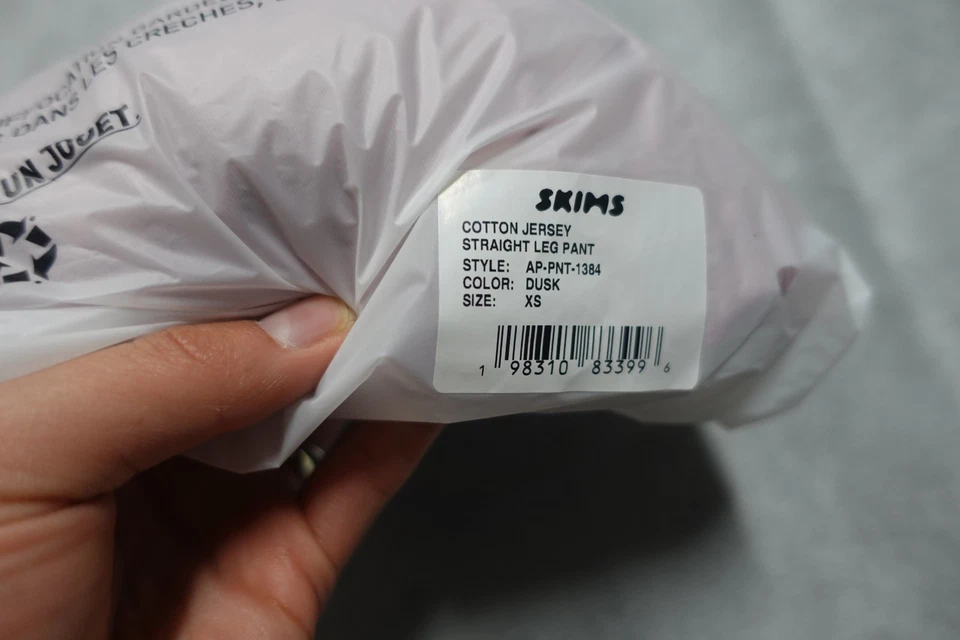 DANS LES CRÈCHES,
UN JOUET.
SKIMS
COTTON JERSEY
STRAIGHT LEG PANT
STYLE: AP-PNT-1384
COLOR: DUSK
SIZE: XS
1 98310 83399 6